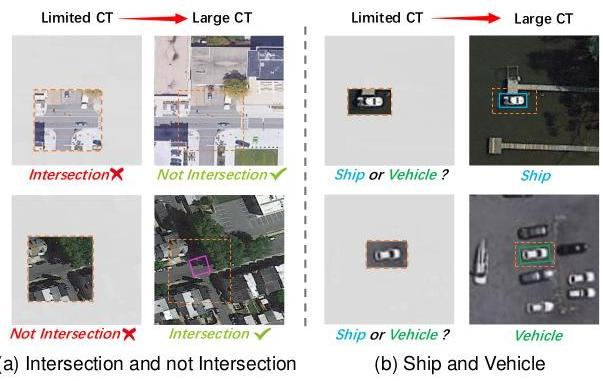 Limited CT Large CT
Intersection Not Intersection
Not Intersection Intersection
(a) Intersection and not Intersection
Limited CT Large CT
Ship or Vehicle ? Ship
Ship or Vehicle ? Vehicle
(b) Ship and Vehicle